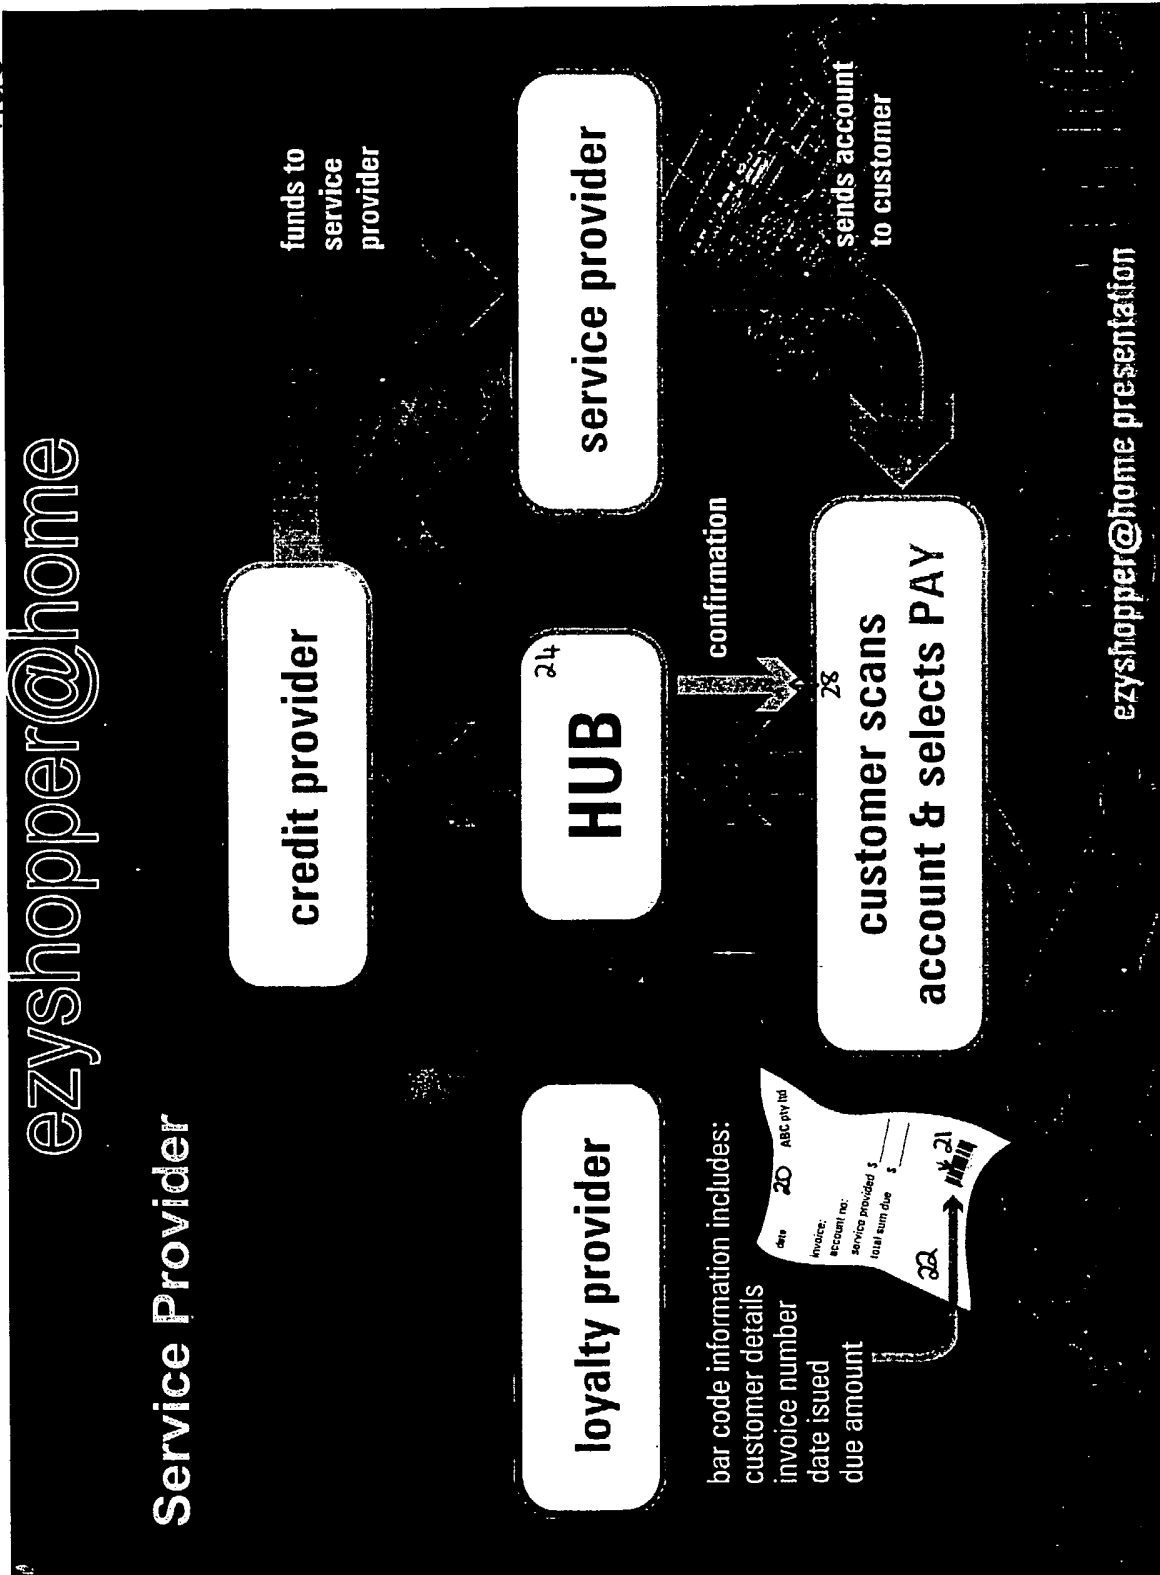 ezyshopper@home
Service Provider
credit provider
funds to
service
provider
loyalty provider
HUB
24
service provider
confirmation
sends account
to customer
28
customer scans
account & selects PAY
bar code information includes:
customer details
invoice number
date isued
due amount
date 20 ABC pty ltd
invoice:
account no:
service provided $
total sum due $
22
21
ezyshopper@home presentation